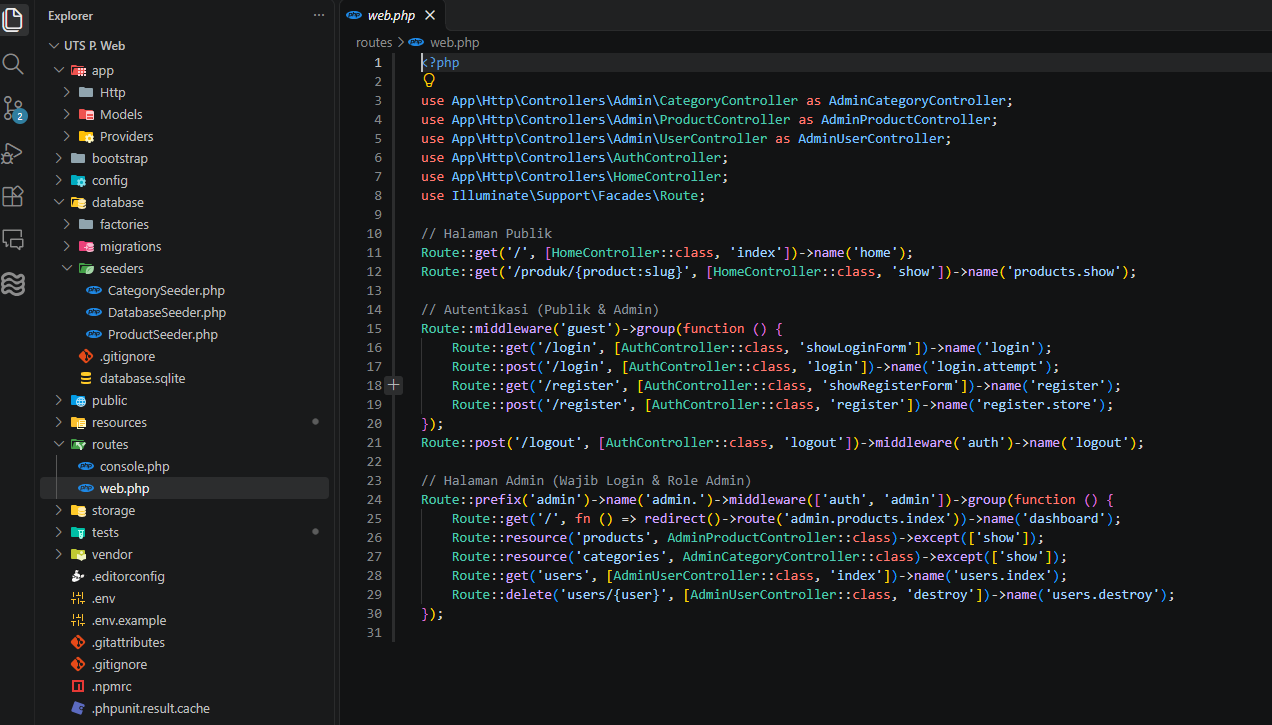 Explorer
UTS P. Web
app
Http
Models
Providers
bootstrap
config
database
factories
migrations
seeders
CategorySeeder.php
DatabaseSeeder.php
ProductSeeder.php
.gitignore
database.sqlite
public
resources
routes
console.php
web.php
storage
tests
vendor
.editorconfig
.env
.env.example
.gitattributes
.gitignore
.npmrc
.phpunit.result.cache
2
web.php
routes > web.php
1 <?php
2
3 use App\Http\Controllers\Admin\CategoryController as AdminCategoryController;
4 use App\Http\Controllers\Admin\ProductController as AdminProductController;
5 use App\Http\Controllers\Admin\UserController as AdminUserController;
6 use App\Http\Controllers\AuthController;
7 use App\Http\Controllers\HomeController;
8 use Illuminate\Support\Facades\Route;
9
10 // Halaman Publik
11 Route::get('/', [HomeController::class, 'index'])->name('home');
12 Route::get('/produk/{product:slug}', [HomeController::class, 'show'])->name('products.show');
13
14 // Autentikasi (Publik & Admin)
15 Route::middleware('guest')->group(function () {
16 Route::get('/login', [AuthController::class, 'showLoginForm'])->name('login');
17 Route::post('/login', [AuthController::class, 'login'])->name('login.attempt');
18 Route::get('/register', [AuthController::class, 'showRegisterForm'])->name('register');
19 Route::post('/register', [AuthController::class, 'register'])->name('register.store');
20 });
21 Route::post('/logout', [AuthController::class, 'logout'])->middleware('auth')->name('logout');
22
23 // Halaman Admin (Wajib Login & Role Admin)
24 Route::prefix('admin')->name('admin.')->middleware(['auth', 'admin'])->group(function () {
25 Route::get('/', fn () => redirect()->route('admin.products.index'))->name('dashboard');
26 Route::resource('products', AdminProductController::class)->except(['show']);
27 Route::resource('categories', AdminCategoryController::class)->except(['show']);
28 Route::get('users', [AdminUserController::class, 'index'])->name('users.index');
29 Route::delete('users/{user}', [AdminUserController::class, 'destroy'])->name('users.destroy');
30 });
31